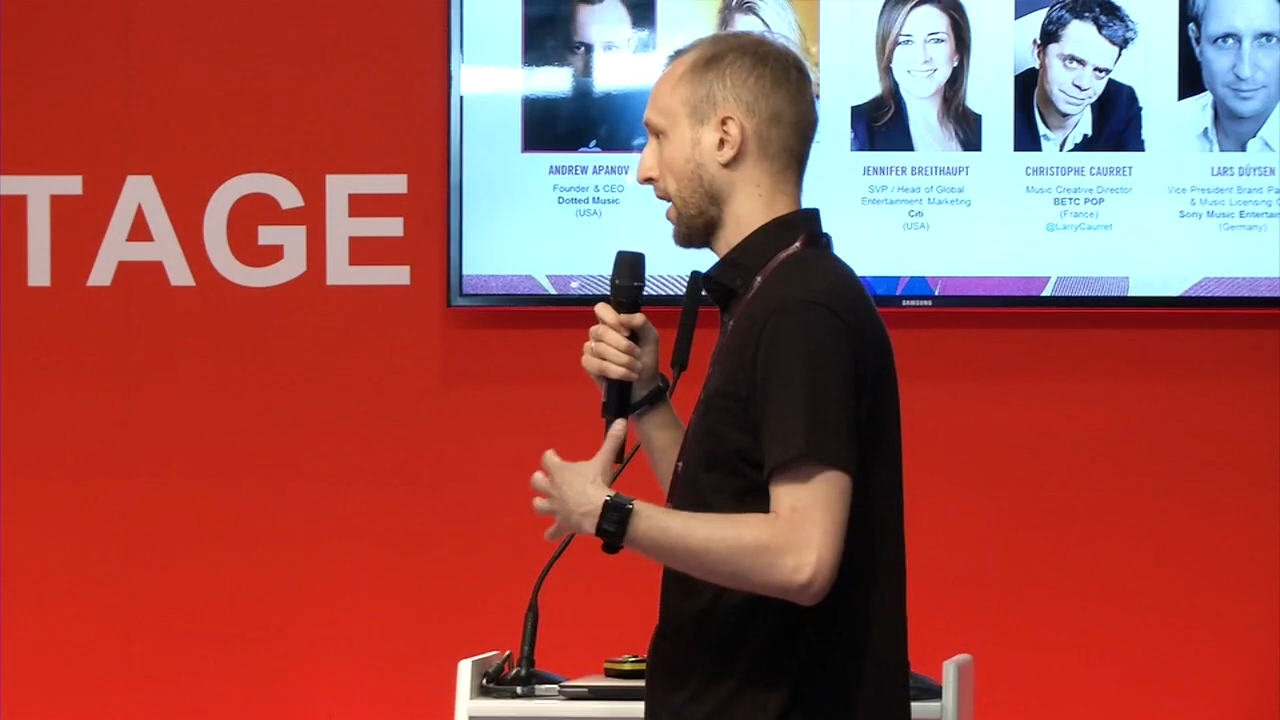 TAGE
ANDREW APANOV
Founder & CEO
Dotted Music
(USA)
JENNIFER BREITHAUPT
SVP / Head of Global
Entertainment Marketing
Citi
(USA)
CHRISTOPHE CAURRET
Music Creative Director
BETC POP
(France)
@LarryCaurret
LARS DÜYSEN
Vice President Brand Pa
& Music Licensing
Sony Music Entertai
(Germany)
SAMSUNG